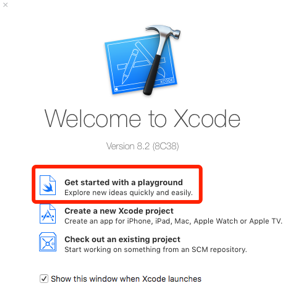 Welcome to Xcode
Version 8.2 (8C38)
Get started with a playground
Explore new ideas quickly and easily.
Create a new Xcode project
Create an app for iPhone, iPad, Mac, Apple Watch or Apple TV.
Check out an existing project
Start working on something from an SCM repository.
Show this window when Xcode launches